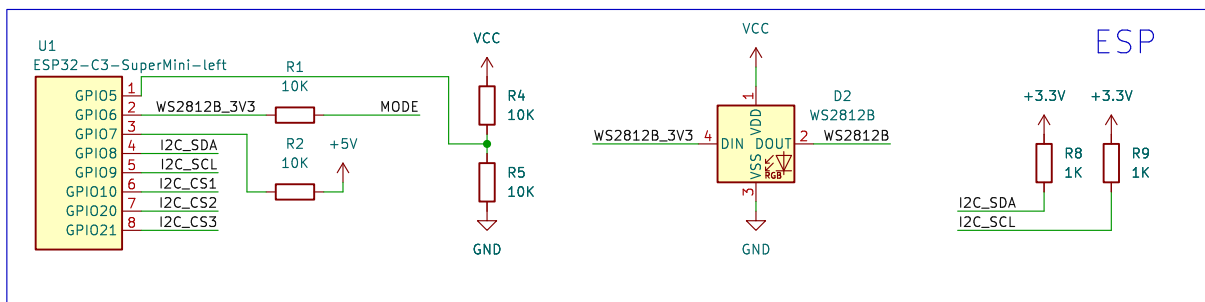 ESP
U1
ESP32-C3-SuperMini-left
GPIO5 1
GPIO6 2
GPIO7 3
GPIO8 4
GPIO9 5
GPIO10 6
GPIO20 7
GPIO21 8
WS2812B_3V3
I2C_SDA
I2C_SCL
I2C_CS1
I2C_CS2
I2C_CS3
R1
10K
MODE
R2
10K
+5V
VCC
R4
10K
R5
10K
GND
VCC
D2
WS2812B
WS2812B_3V3
4
DIN
1
VDD
DOUT
2
WS2812B
VSS
RGB
3
GND
+3.3V
+3.3V
R8
1K
R9
1K
I2C_SDA
I2C_SCL